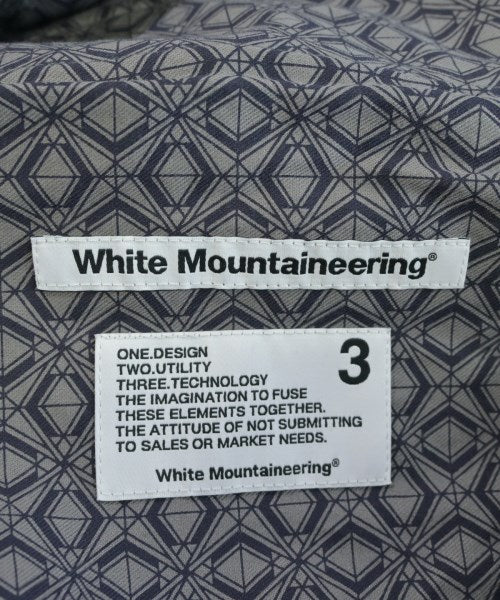 White Mountaineering®
3
ONE.DESIGN
TWO.UTILITY
THREE.TECHNOLOGY
THE IMAGINATION TO FUSE
THESE ELEMENTS TOGETHER.
THE ATTITUDE OF NOT SUBMITTING
TO SALES OR MARKET NEEDS.
White Mountaineering®